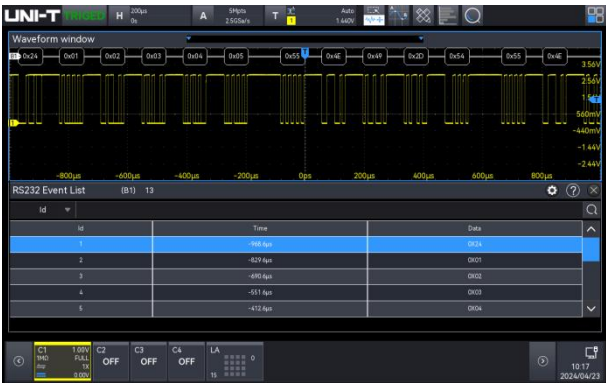 UNI-T TRIGED H 200µs 0s A 5Mpts 2.5GSa/s T 1 Auto 1.440V
Waveform window
B1 0x24 0x01 0x02 0x03 0x04 0x05 0x55 0x4E 0x49 0x2D 0x54 0x55 0x4E
3.56V
2.56V
560mV
-440mV
-1.44V
-2.44V
-800µs -600µs -400µs -200µs 0ps 200µs 400µs 600µs 800µs
RS232 Event List (B1) 13
Id
Id Time Data
1 -968.6µs 0X24
2 -829.6µs 0X01
3 -690.6µs 0X02
4 -551.6µs 0X03
5 -412.6µs 0X04
C1 1.00V C2 C3 C4 LA
1MΩ FULL OFF OFF OFF 0
1X
0.00V 15
10:17
2024/04/23